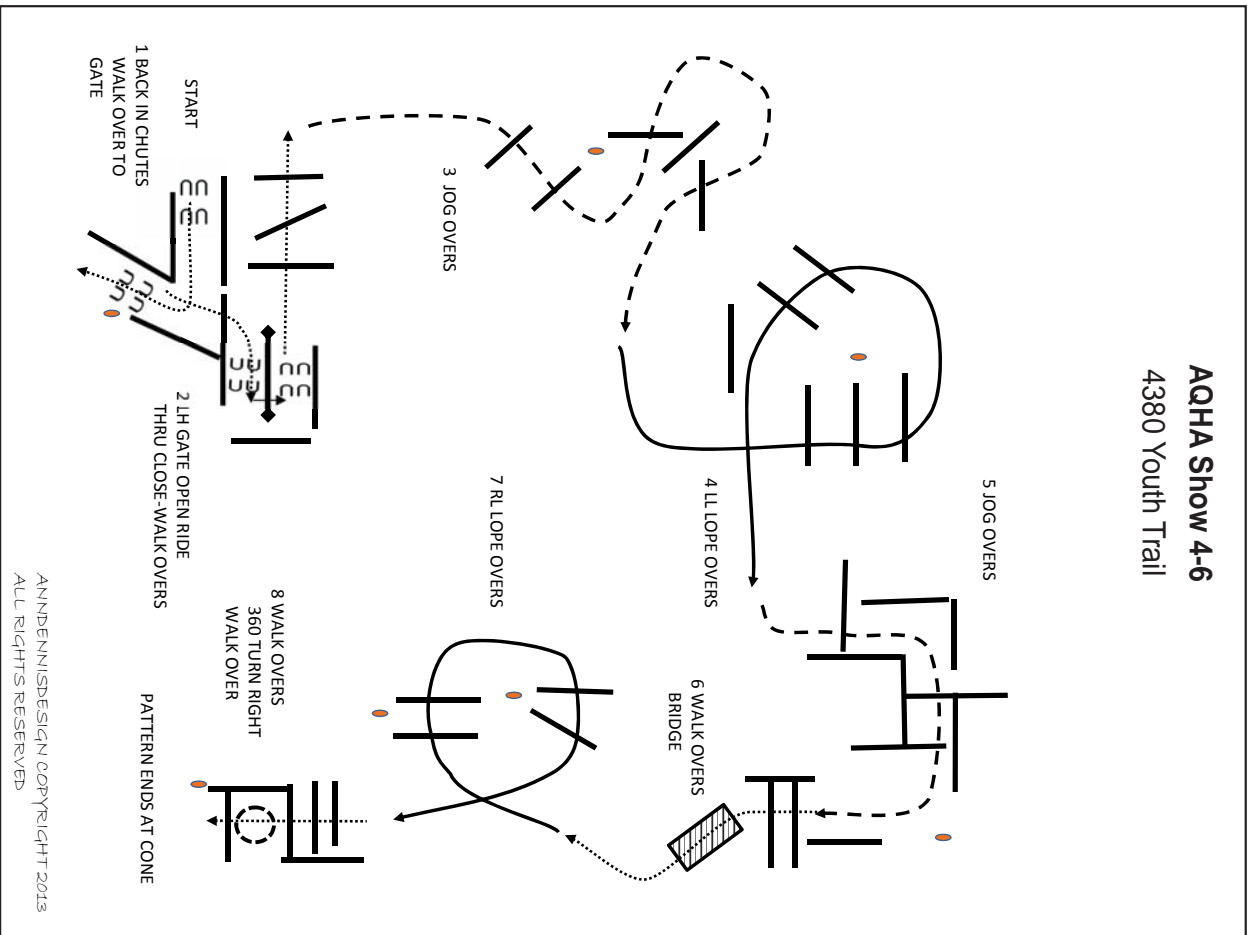 AQHA Show 4-6
4380 Youth Trail
START
1 BACK IN CHUTES
WALK OVER TO
GATE
2 LH GATE OPEN RIDE
THRU CLOSE-WALK OVERS
3 JOG OVERS
4 LL LOPE OVERS
5 JOG OVERS
6 WALK OVERS
BRIDGE
7 RL LOPE OVERS
8 WALK OVERS
360 TURN RIGHT
WALK OVER
PATTERN ENDS AT CONE
ANNDENNISDESIGN COPYRIGHT 2013
ALL RIGHTS RESERVED